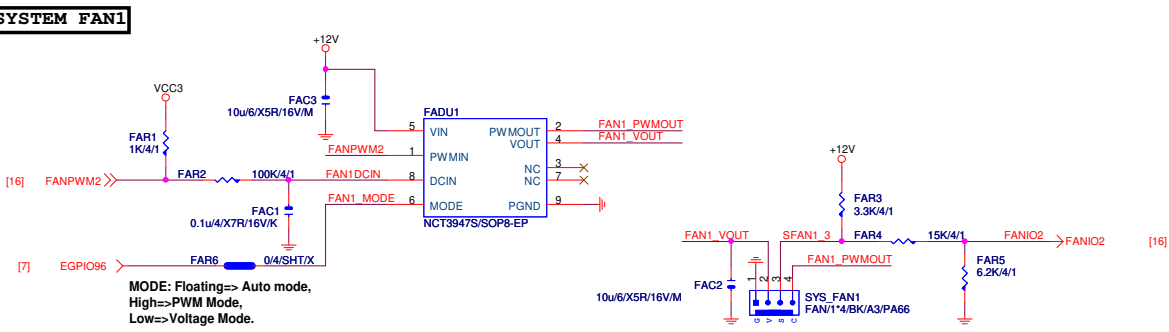 SYSTEM FAN1
+12V
VCC3
FAC3
10u/6/X5R/16V/M
FADU1
FAR1
1K/4/1
5 VIN
PWMOUT 2 FAN1_PWMOUT
VOUT 4 FAN1_VOUT
FANPWM2 1 PWMIN
NC 3
[16] FANPWM2 FAR2 100K/4/1 FAN1DCIN 8 DCIN
NC 7
FAN1_MODE 6 MODE
PGND 9
FAC1
0.1u/4/X7R/16V/K
NCT3947S/SOP8-EP
[7] EGPIO96 FAR6 0/4/SHT/X
MODE: Floating=> Auto mode,
High=>PWM Mode,
Low=>Voltage Mode.
+12V
FAR3
3.3K/4/1
FAN1_VOUT SFAN1_3 FAR4 15K/4/1 FANIO2 FANIO2 [16]
FAN1_PWMOUT
FAR5
6.2K/4/1
FAC2
10u/6/X5R/16V/M
1 2 3 4
G V S C
SYS_FAN1
FAN/1*4/BK/A3/PA66